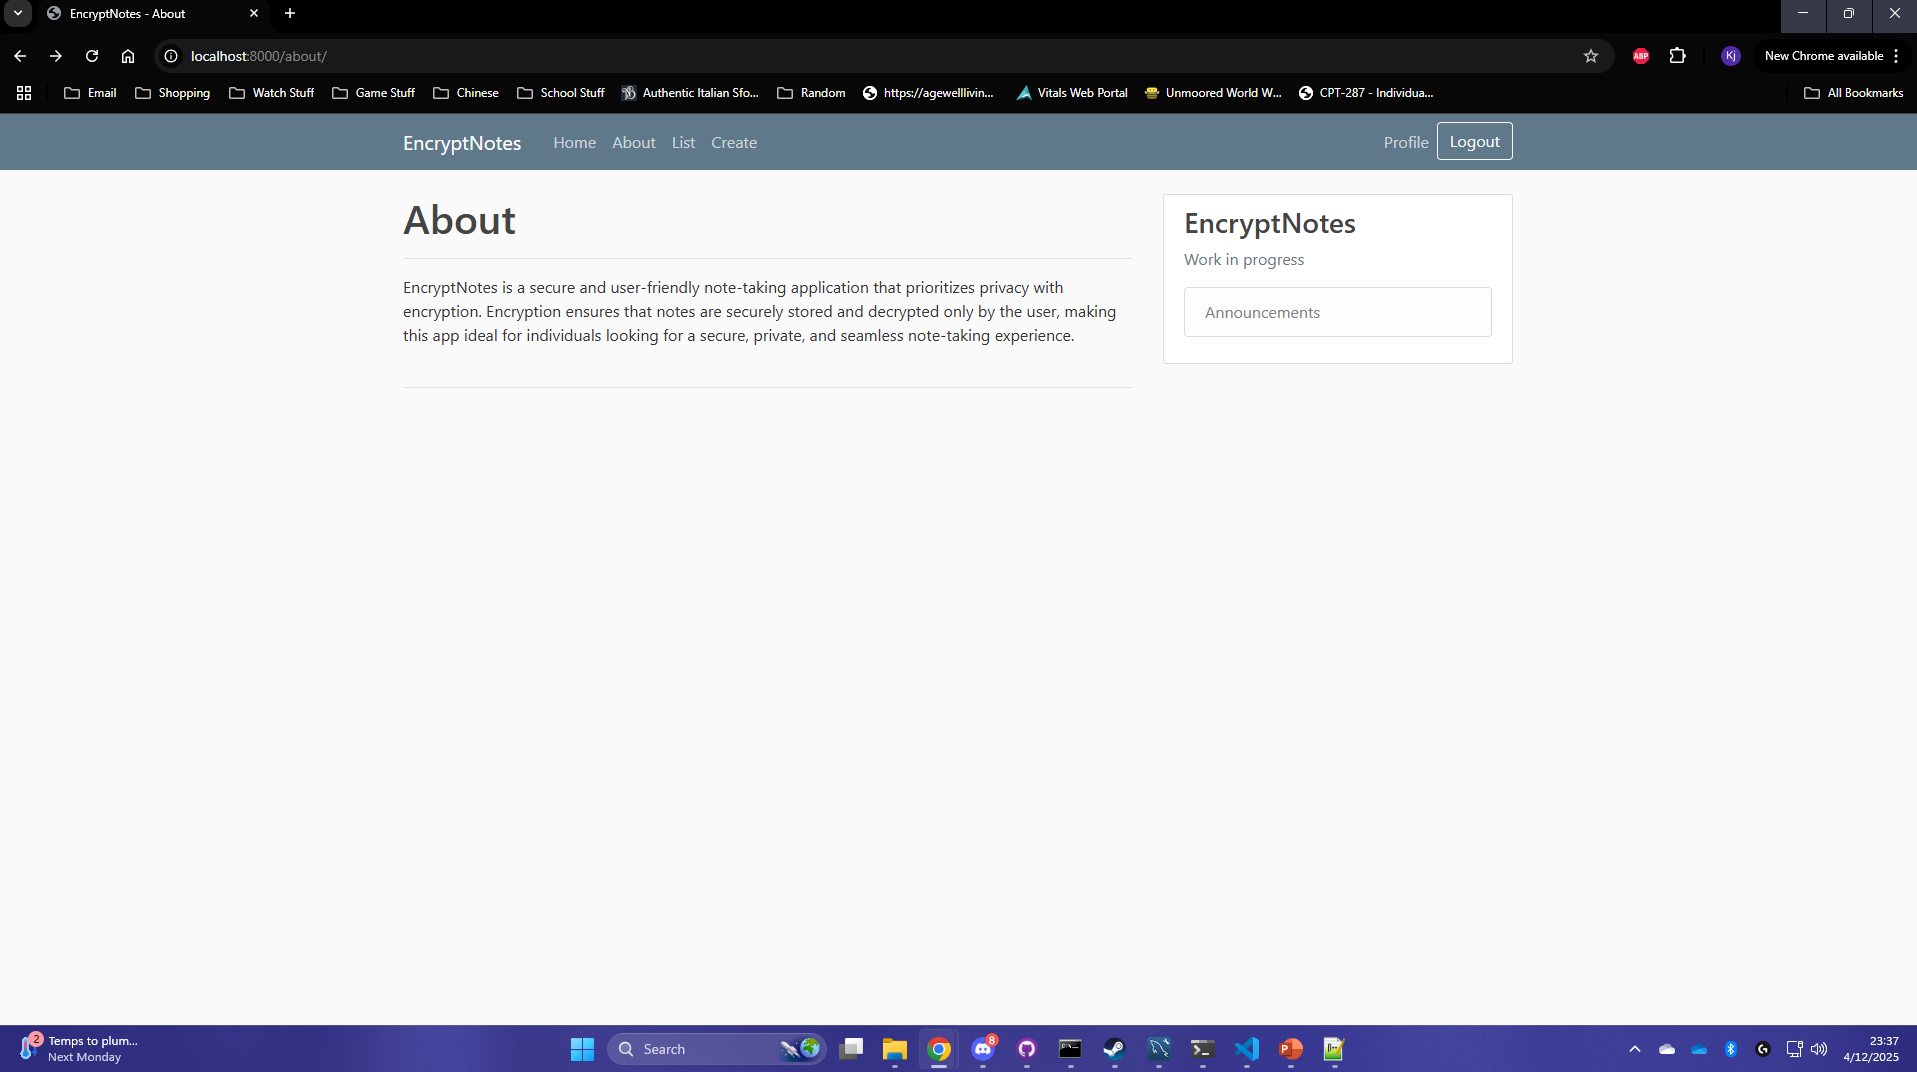 EncryptNotes - About
localhost:8000/about/
ABP
Kj
New Chrome available
Email
Shopping
Watch Stuff
Game Stuff
Chinese
School Stuff
Authentic Italian Sfo...
Random
https://agewelllivin...
Vitals Web Portal
Unmoored World W...
CPT-287 - Individua...
All Bookmarks
EncryptNotes
Home
About
List
Create
Profile
Logout
About
EncryptNotes is a secure and user-friendly note-taking application that prioritizes privacy with
encryption. Encryption ensures that notes are securely stored and decrypted only by the user, making
this app ideal for individuals looking for a secure, private, and seamless note-taking experience.
EncryptNotes
Work in progress
Announcements
2
Temps to plum...
Next Monday
Search
8
23:37
4/12/2025